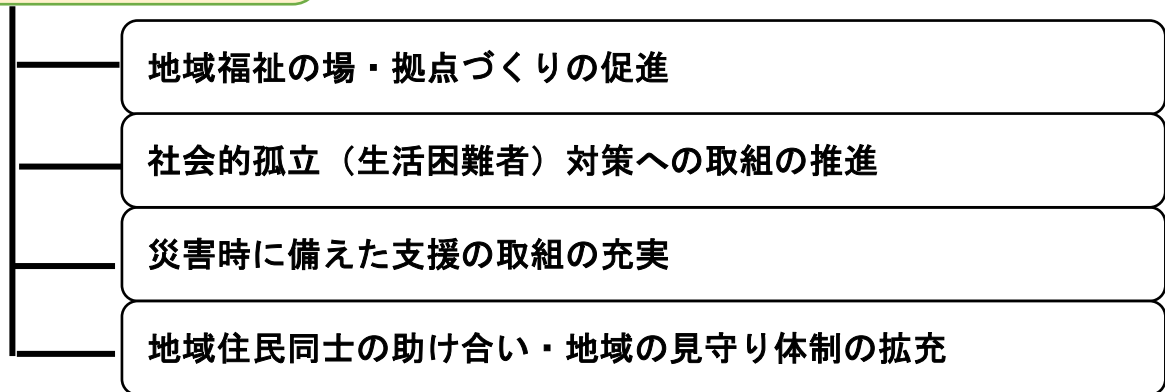 地域福祉の場・拠点づくりの促進
社会的孤立（生活困難者）対策への取組の推進
災害時に備えた支援の取組の充実
地域住民同士の助け合い・地域の見守り体制の拡充